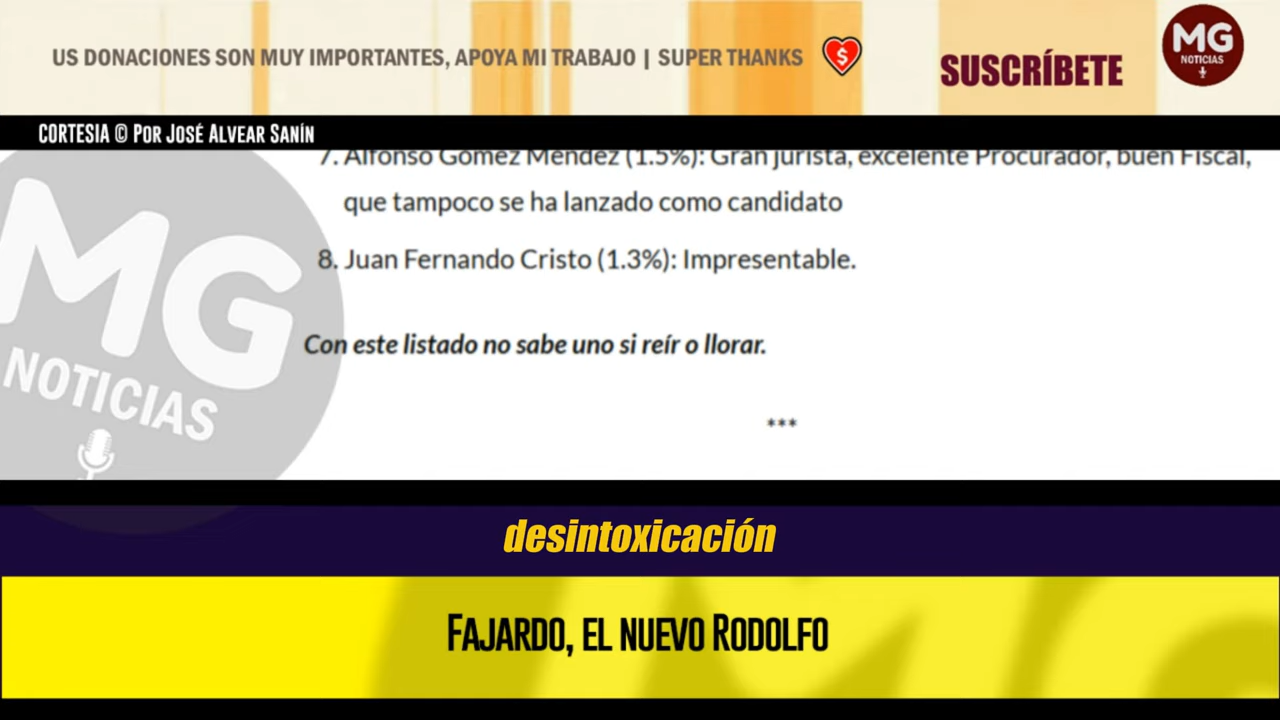 US DONACIONES SON MUY IMPORTANTES, APOYA MI TRABAJO | SUPER THANKS
$
SUSCRÍBETE
MG
NOTICIAS
CORTESIA © POR JOSÉ ALVEAR SANÍN
7. Alfonso Gómez Méndez (1.5%): Gran jurista, excelente Procurador, buen Fiscal,
que tampoco se ha lanzado como candidato
8. Juan Fernando Cristo (1.3%): Impresentable.
Con este listado no sabe uno si reír o llorar.
***
MG
NOTICIAS
desintoxicación
FAJARDO, EL NUEVO RODOLFO